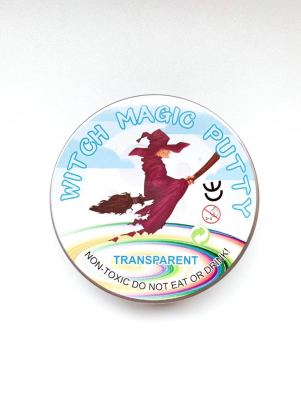 WITCH MAGIC PUTTY
CE
TRANSPARENT
NON-TOXIC DO NOT EAT OR DRINK!